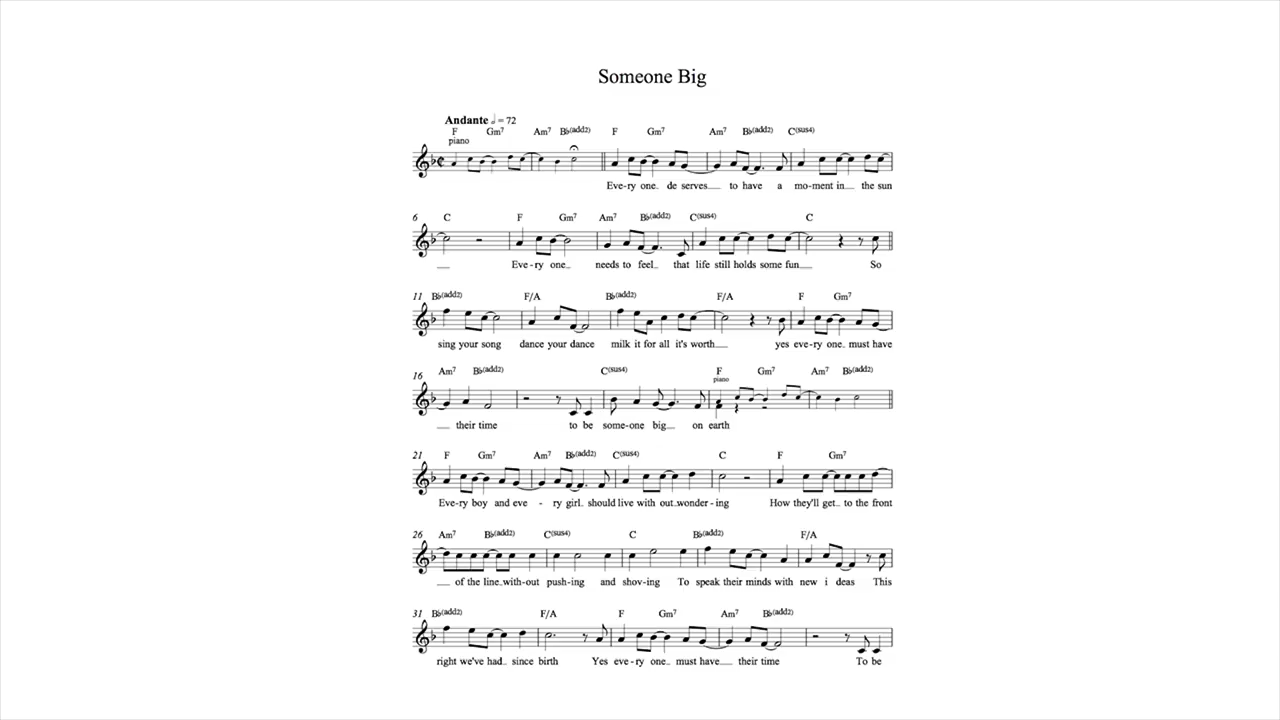 Someone Big
Andante 𝅗𝅥 = 72
F Gm7 Am7 B♭(add2) F Gm7 Am7 B♭(add2) C(sus4)
piano
Eve-ry one de serves to have a mo-ment in the sun
6 C F Gm7 Am7 B♭(add2) C(sus4) C
Eve-ry one needs to feel that life still holds some fun So
11 B♭(add2) F/A B♭(add2) F/A F Gm7
sing your song dance your dance milk it for all it's worth yes eve-ry one must have
16 Am7 B♭(add2) C(sus4) F Gm7 Am7 B♭(add2)
piano
their time to be some-one big on earth
21 F Gm7 Am7 B♭(add2) C(sus4) C F Gm7
Eve-ry boy and eve - ry girl should live with out wonder-ing How they'll get to the front
26 Am7 B♭(add2) C(sus4) C B♭(add2) F/A
of the line with-out push-ing and shov-ing To speak their minds with new i deas This
31 B♭(add2) F/A F Gm7 Am7 B♭(add2)
right we've had since birth Yes eve-ry one must have their time To be